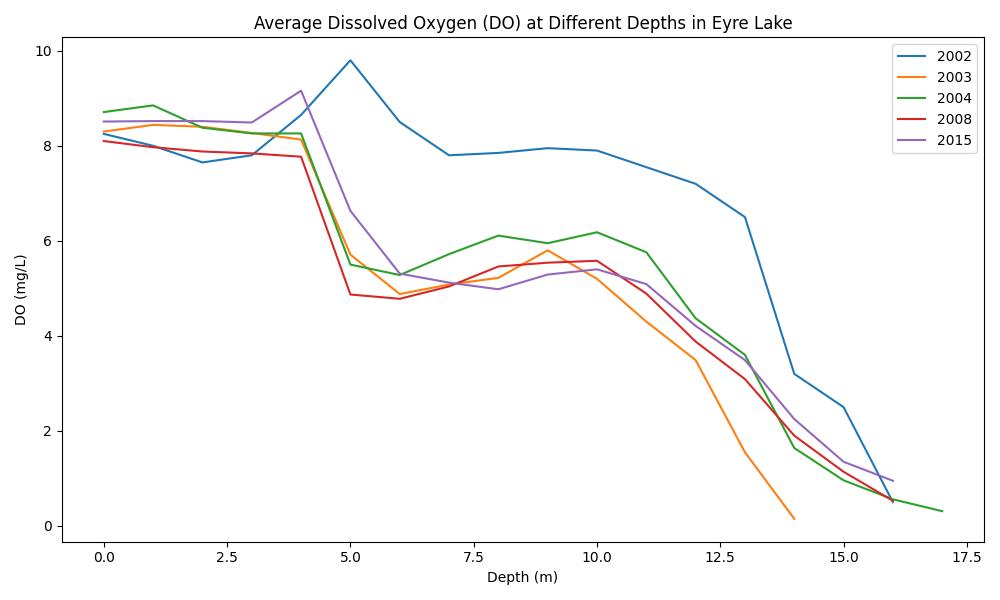 Average Dissolved Oxygen (DO) at Different Depths in Eyre Lake
10
8
6
4
2
0
DO (mg/L)
2002
2003
2004
2008
2015
0.0 2.5 5.0 7.5 10.0 12.5 15.0 17.5
Depth (m)